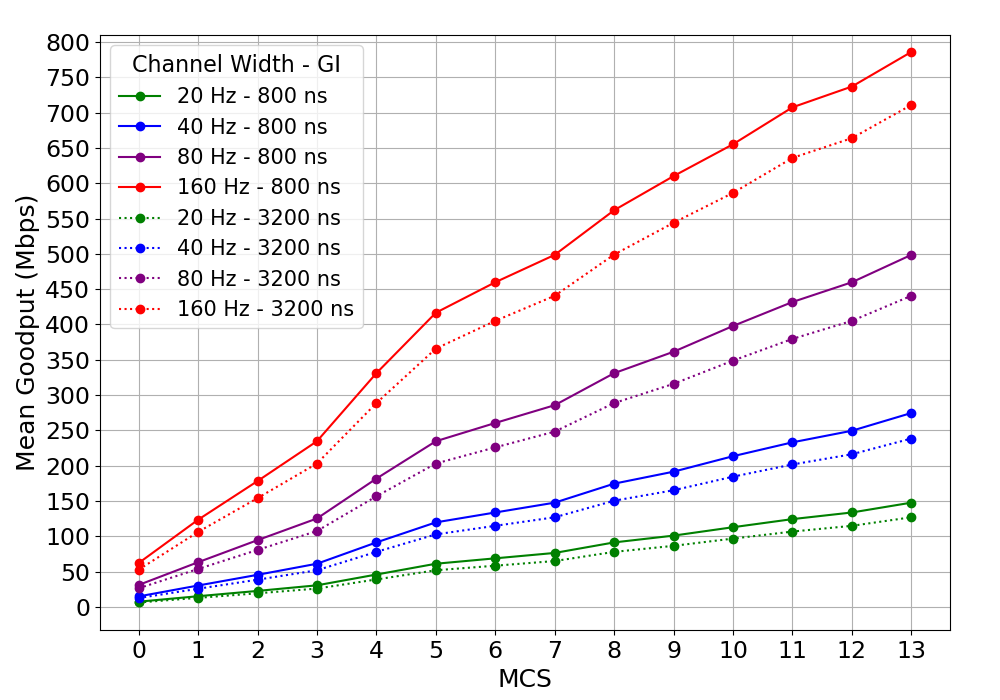 Channel Width - GI
20 Hz - 800 ns
40 Hz - 800 ns
80 Hz - 800 ns
160 Hz - 800 ns
20 Hz - 3200 ns
40 Hz - 3200 ns
80 Hz - 3200 ns
160 Hz - 3200 ns
Mean Goodput (Mbps)
800
750
700
650
600
550
500
450
400
350
300
250
200
150
100
50
0
0 1 2 3 4 5 6 7 8 9 10 11 12 13
MCS